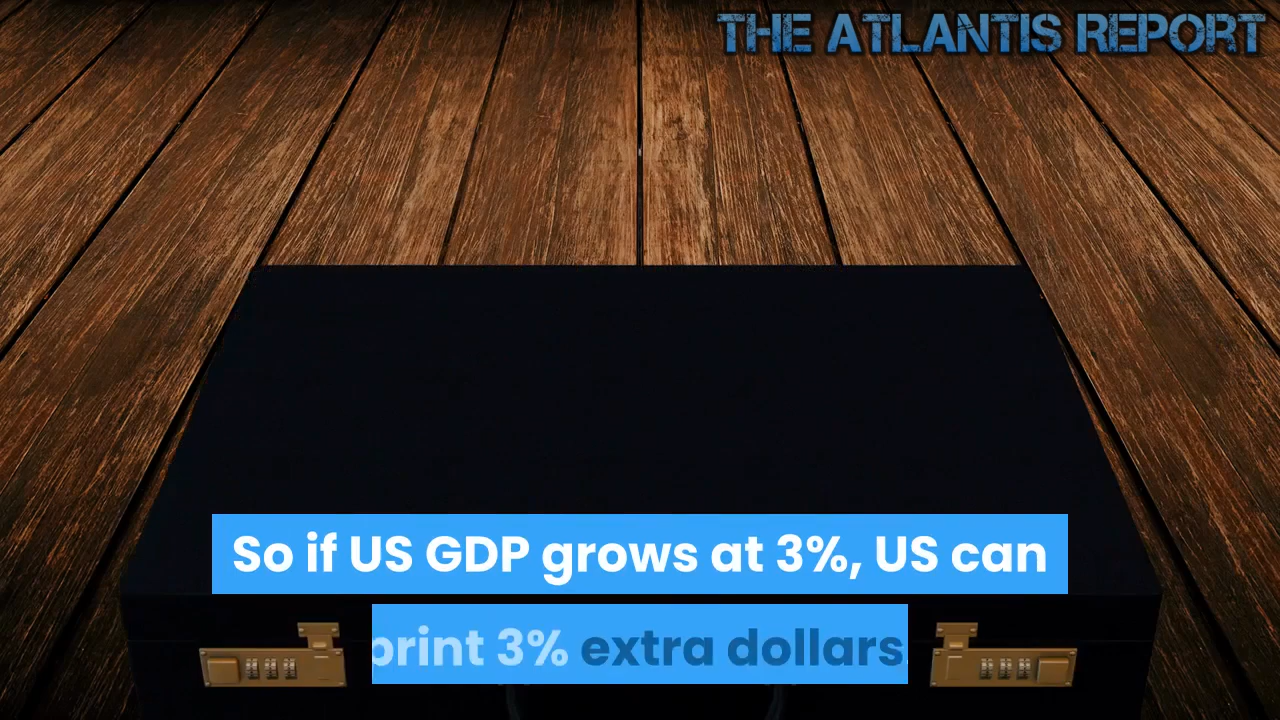 THE ATLANTIS REPORT
So if US GDP grows at 3%, US can
print 3% extra dollars.